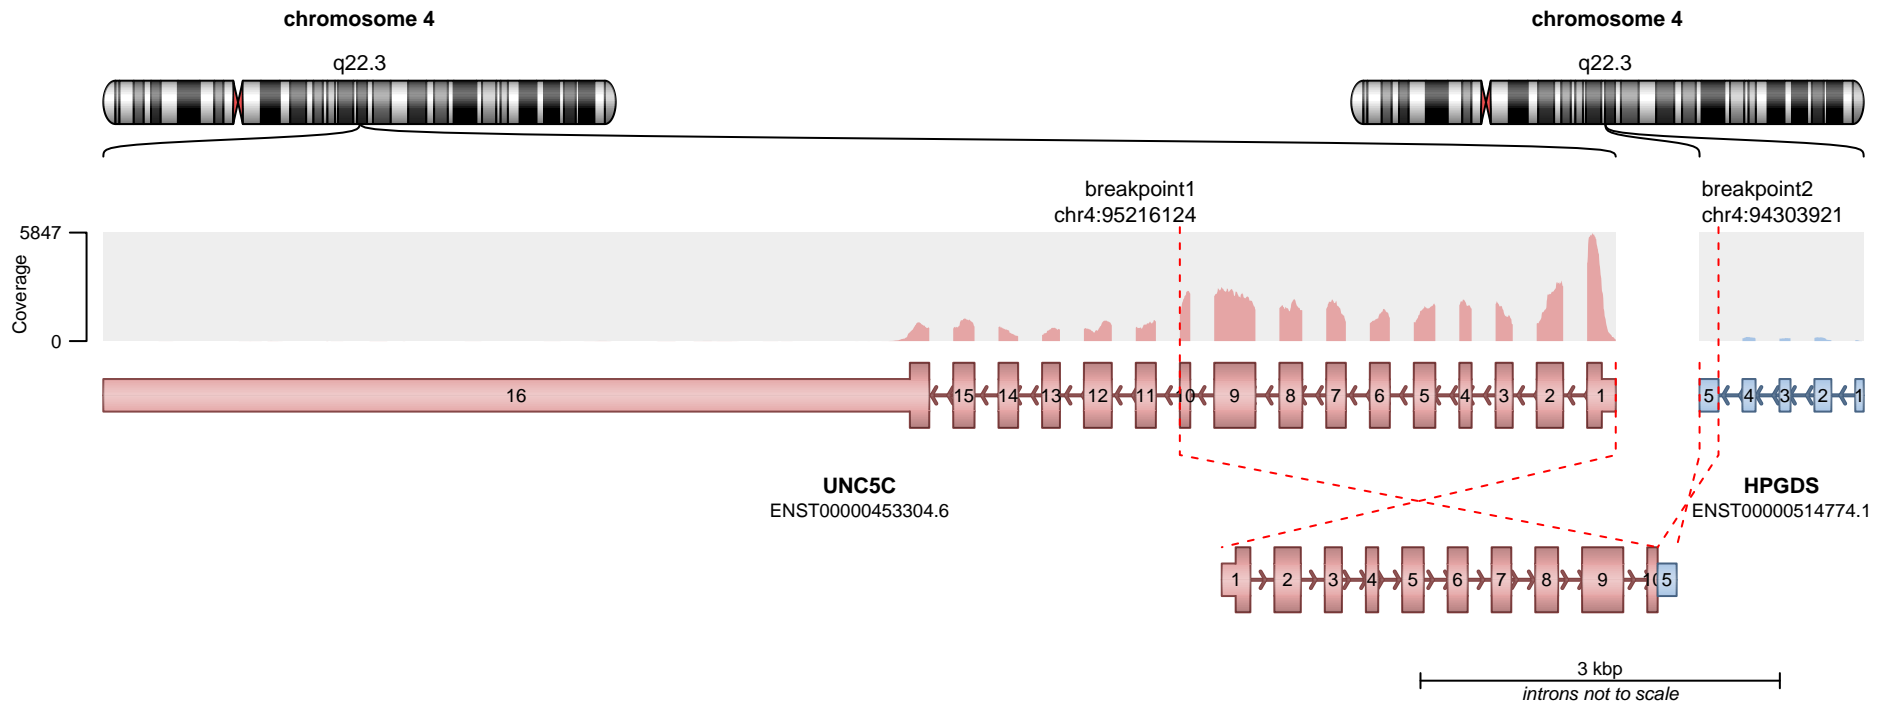 chromosome 4
chromosome 4
q22.3
q22.3
breakpoint1
chr4:95216124
breakpoint2
chr4:94303921
5847
Coverage
0
16 15 14 13 12 11 10 9 8 7 6 5 4 3 2 1
5 4 3 2 1
UNC5C
ENST00000453304.6
HPGDS
ENST00000514774.1
1 2 3 4 5 6 7 8 9 10 5
3 kbp
introns not to scale